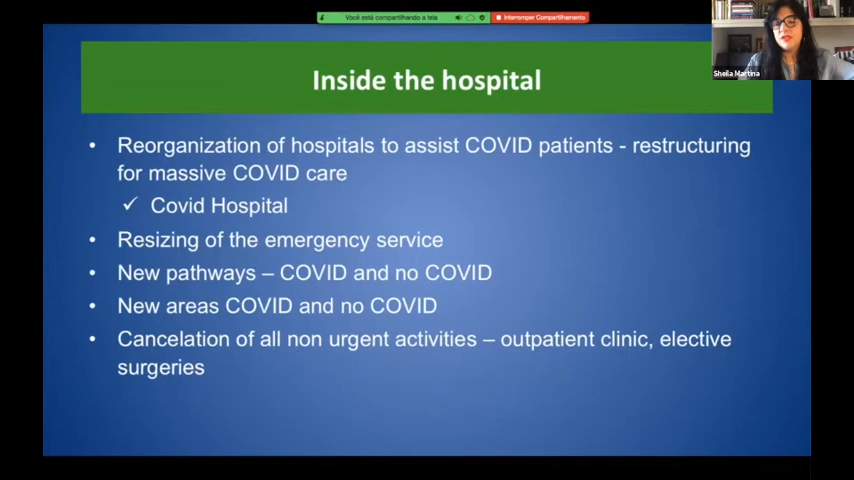 Você está compartilhando a tela
Interromper Compartilhamento
Sheila Martina
Inside the hospital
• Reorganization of hospitals to assist COVID patients - restructuring
for massive COVID care
✓ Covid Hospital
• Resizing of the emergency service
• New pathways – COVID and no COVID
• New areas COVID and no COVID
• Cancelation of all non urgent activities – outpatient clinic, elective
surgeries